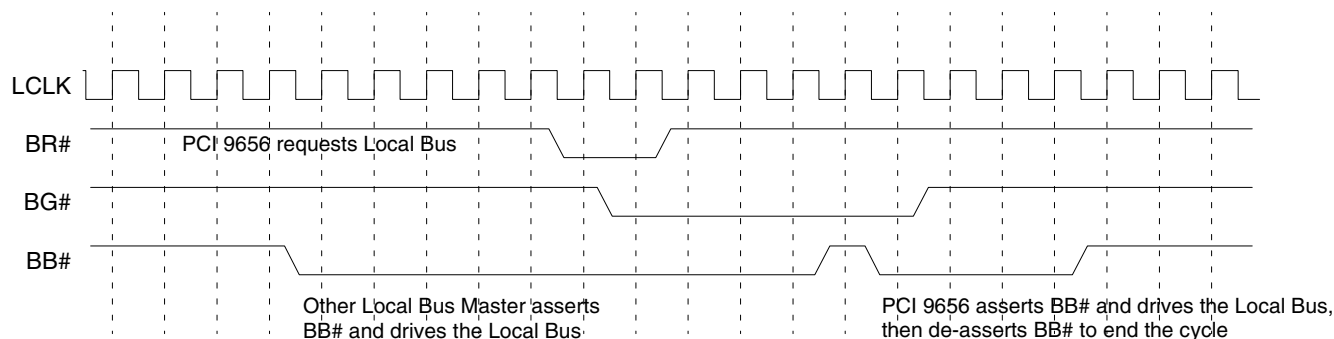 LCLK
BR#
PCI 9656 requests Local Bus
BG#
BB#
Other Local Bus Master asserts
BB# and drives the Local Bus
PCI 9656 asserts BB# and drives the Local Bus,
then de-asserts BB# to end the cycle